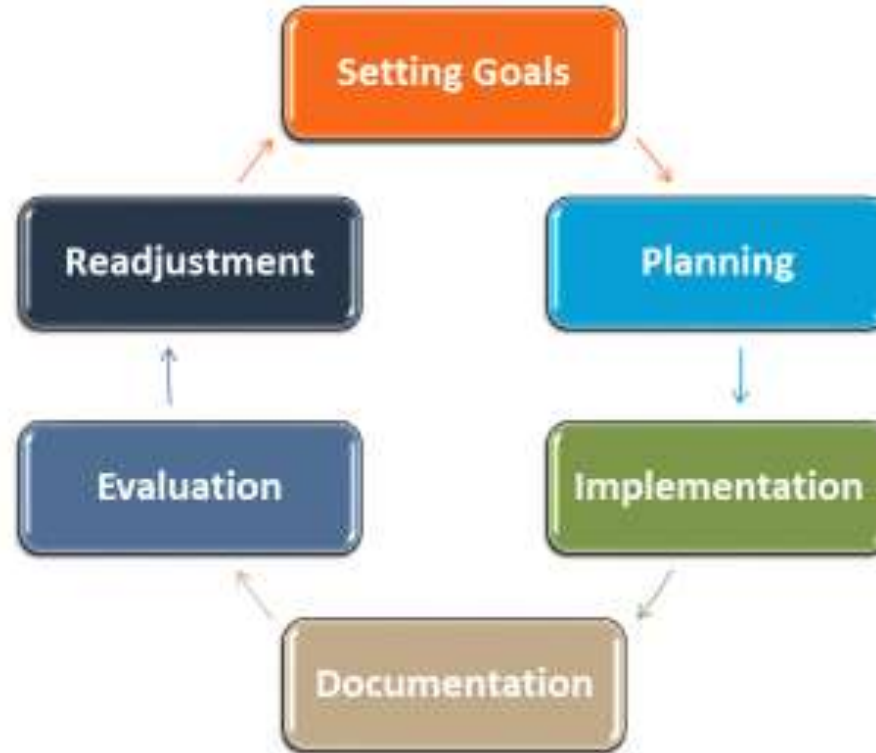 Setting Goals
Planning
Implementation
Documentation
Evaluation
Readjustment